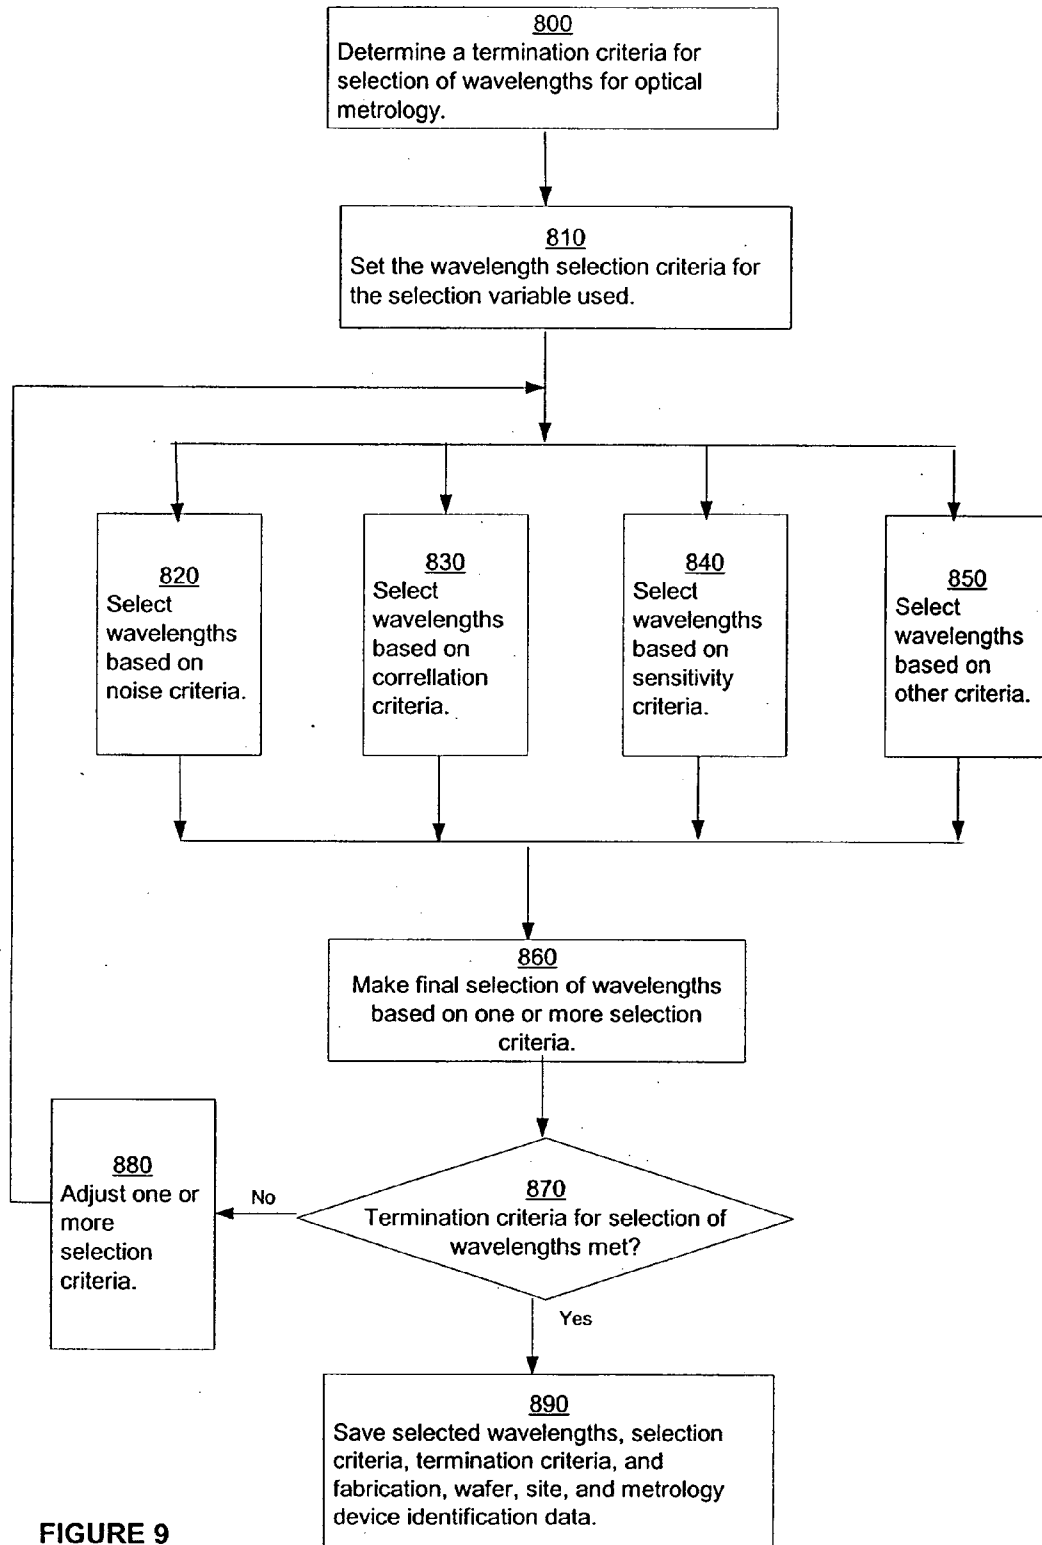 800
Determine a termination criteria for
selection of wavelengths for optical
metrology.
810
Set the wavelength selection criteria for
the selection variable used.
820
Select
wavelengths
based on
noise criteria.
830
Select
wavelengths
based on
correllation
criteria.
840
Select
wavelengths
based on
sensitivity
criteria.
850
Select
wavelengths
based on
other criteria.
860
Make final selection of wavelengths
based on one or more selection
criteria.
870
Termination criteria for selection of
wavelengths met?
No
880
Adjust one or
more
selection
criteria.
Yes
890
Save selected wavelengths, selection
criteria, termination criteria, and
fabrication, wafer, site, and metrology
device identification data.
FIGURE 9